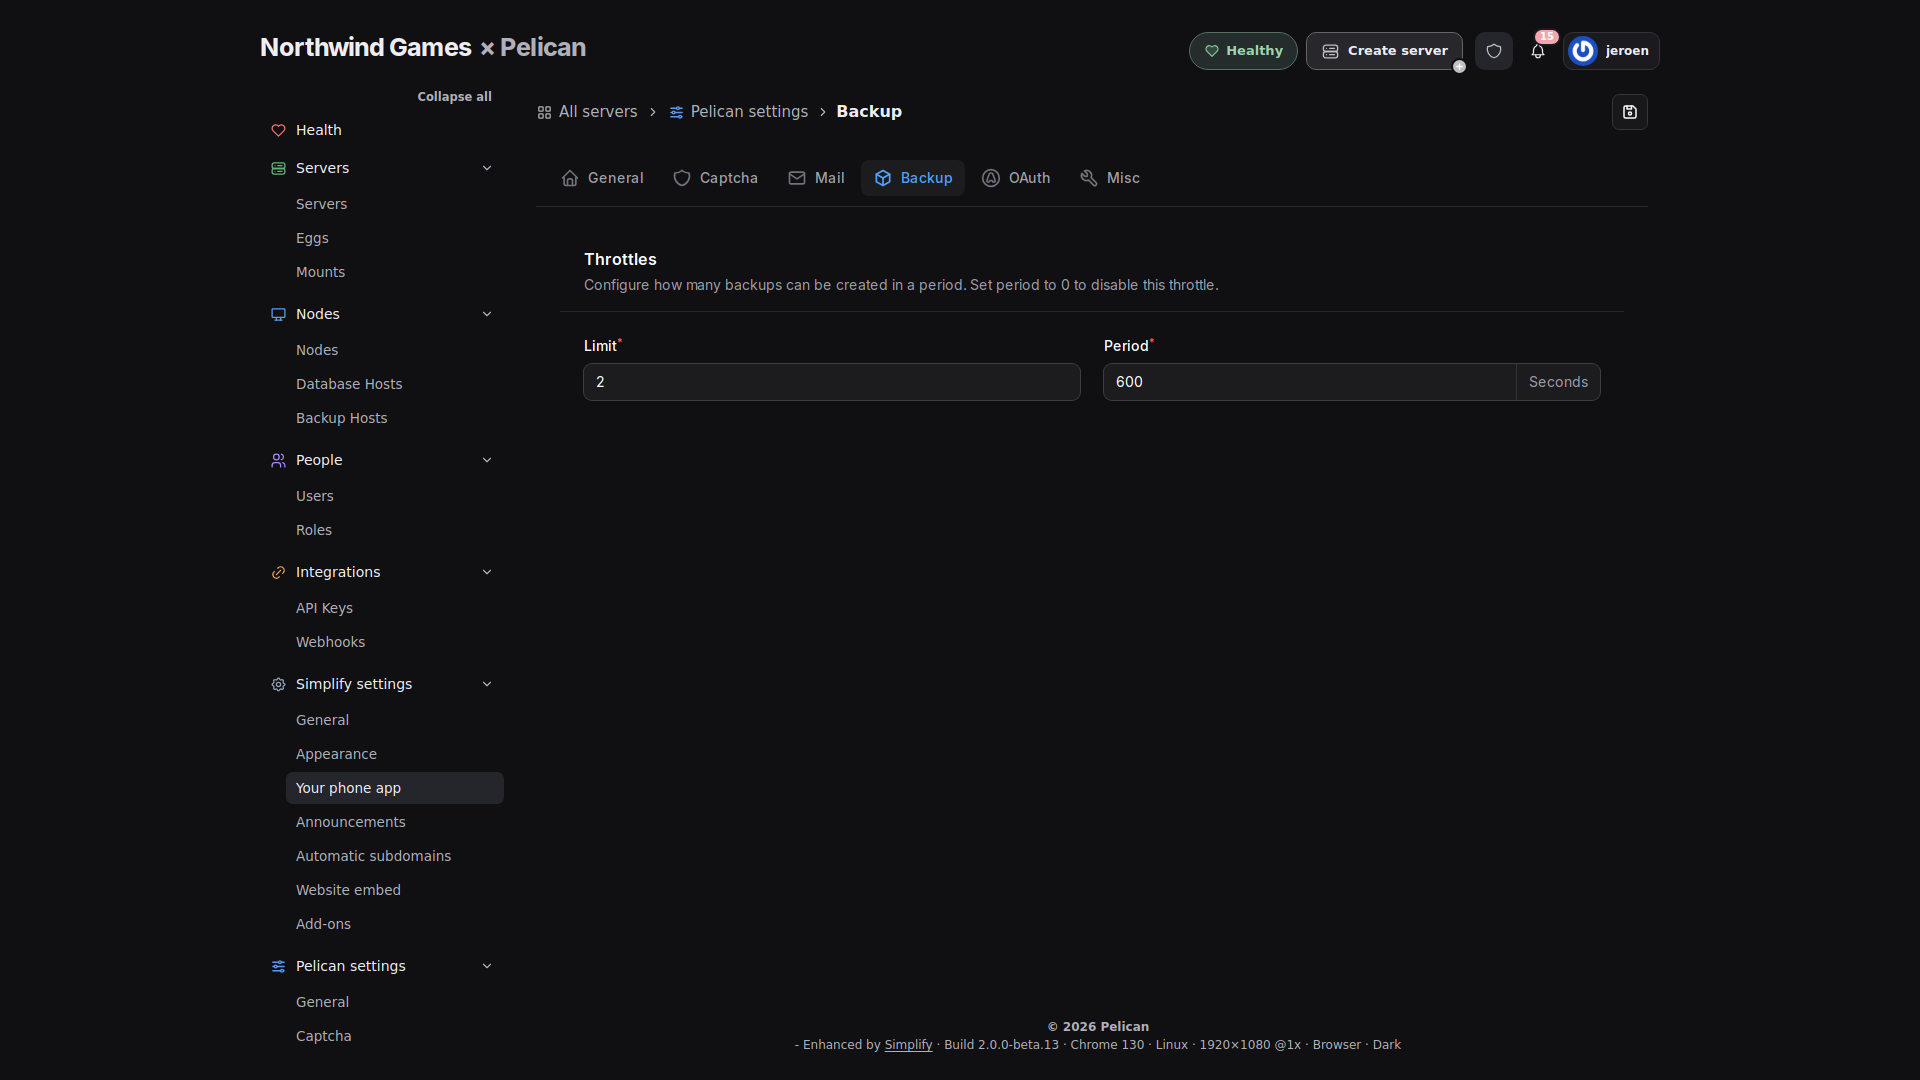 Northwind Games × Pelican
Healthy
Create server
15
jeroen
Collapse all
Health
Servers
Servers
Eggs
Mounts
Nodes
Nodes
Database Hosts
Backup Hosts
People
Users
Roles
Integrations
API Keys
Webhooks
Simplify settings
General
Appearance
Your phone app
Announcements
Automatic subdomains
Website embed
Add-ons
Pelican settings
General
Captcha
All servers > Pelican settings > Backup
General Captcha Mail Backup OAuth Misc
Throttles
Configure how many backups can be created in a period. Set period to 0 to disable this throttle.
Limit*
2
Period*
600 Seconds
© 2026 Pelican
- Enhanced by Simplify · Build 2.0.0-beta.13 · Chrome 130 · Linux · 1920×1080 @1x · Browser · Dark